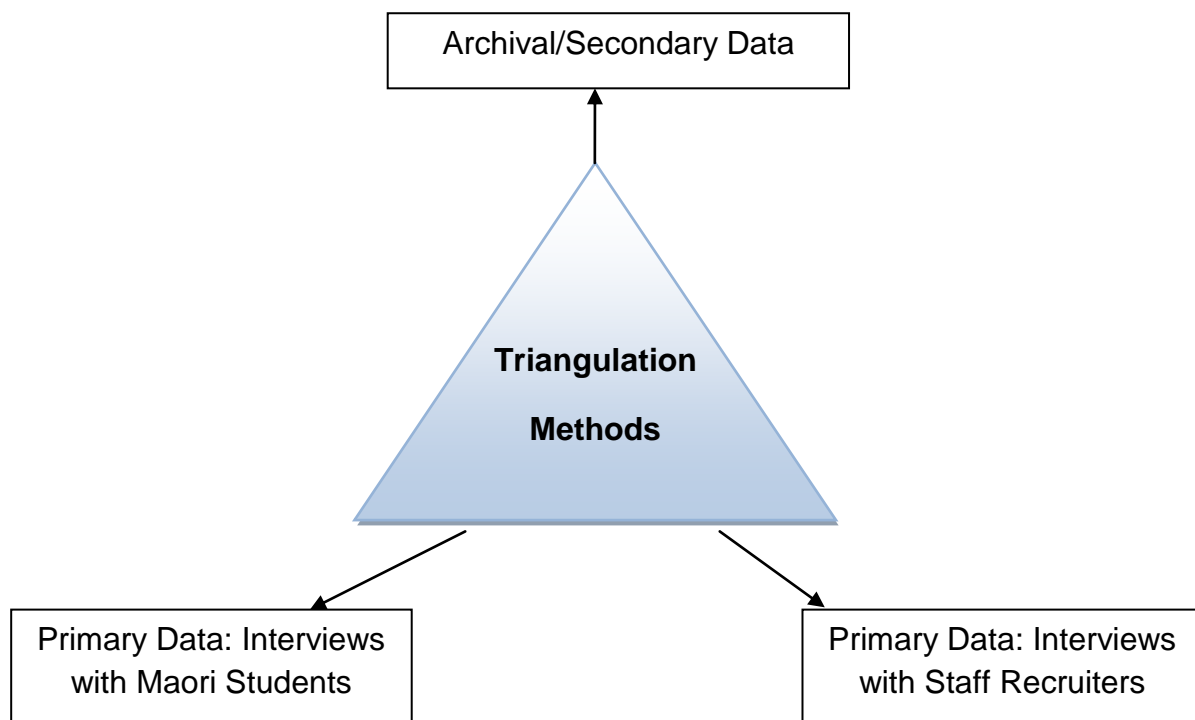 Archival/Secondary Data
Triangulation
Methods
Primary Data: Interviews
with Maori Students
Primary Data: Interviews
with Staff Recruiters